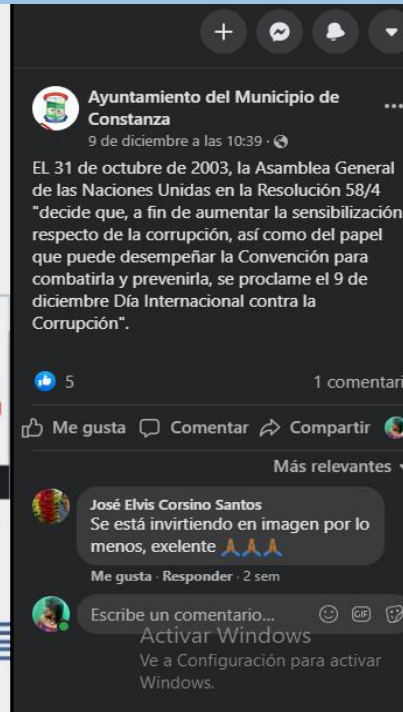 Ayuntamiento del Municipio de
Constanza
9 de diciembre a las 10:39 ·
EL 31 de octubre de 2003, la Asamblea General
de las Naciones Unidas en la Resolución 58/4
"decide que, a fin de aumentar la sensibilización
respecto de la corrupción, así como del papel
que puede desempeñar la Convención para
combatirla y prevenirla, se proclame el 9 de
diciembre Día Internacional contra la
Corrupción".
5 1 comentari
Me gusta Comentar Compartir
Más relevantes
José Elvis Corsino Santos
Se está invirtiendo en imagen por lo
menos, exelente 🙏🏾🙏🏾🙏🏾
Me gusta · Responder · 2 sem
Escribe un comentario... GIF
Activar Windows
Ve a Configuración para activar
Windows.